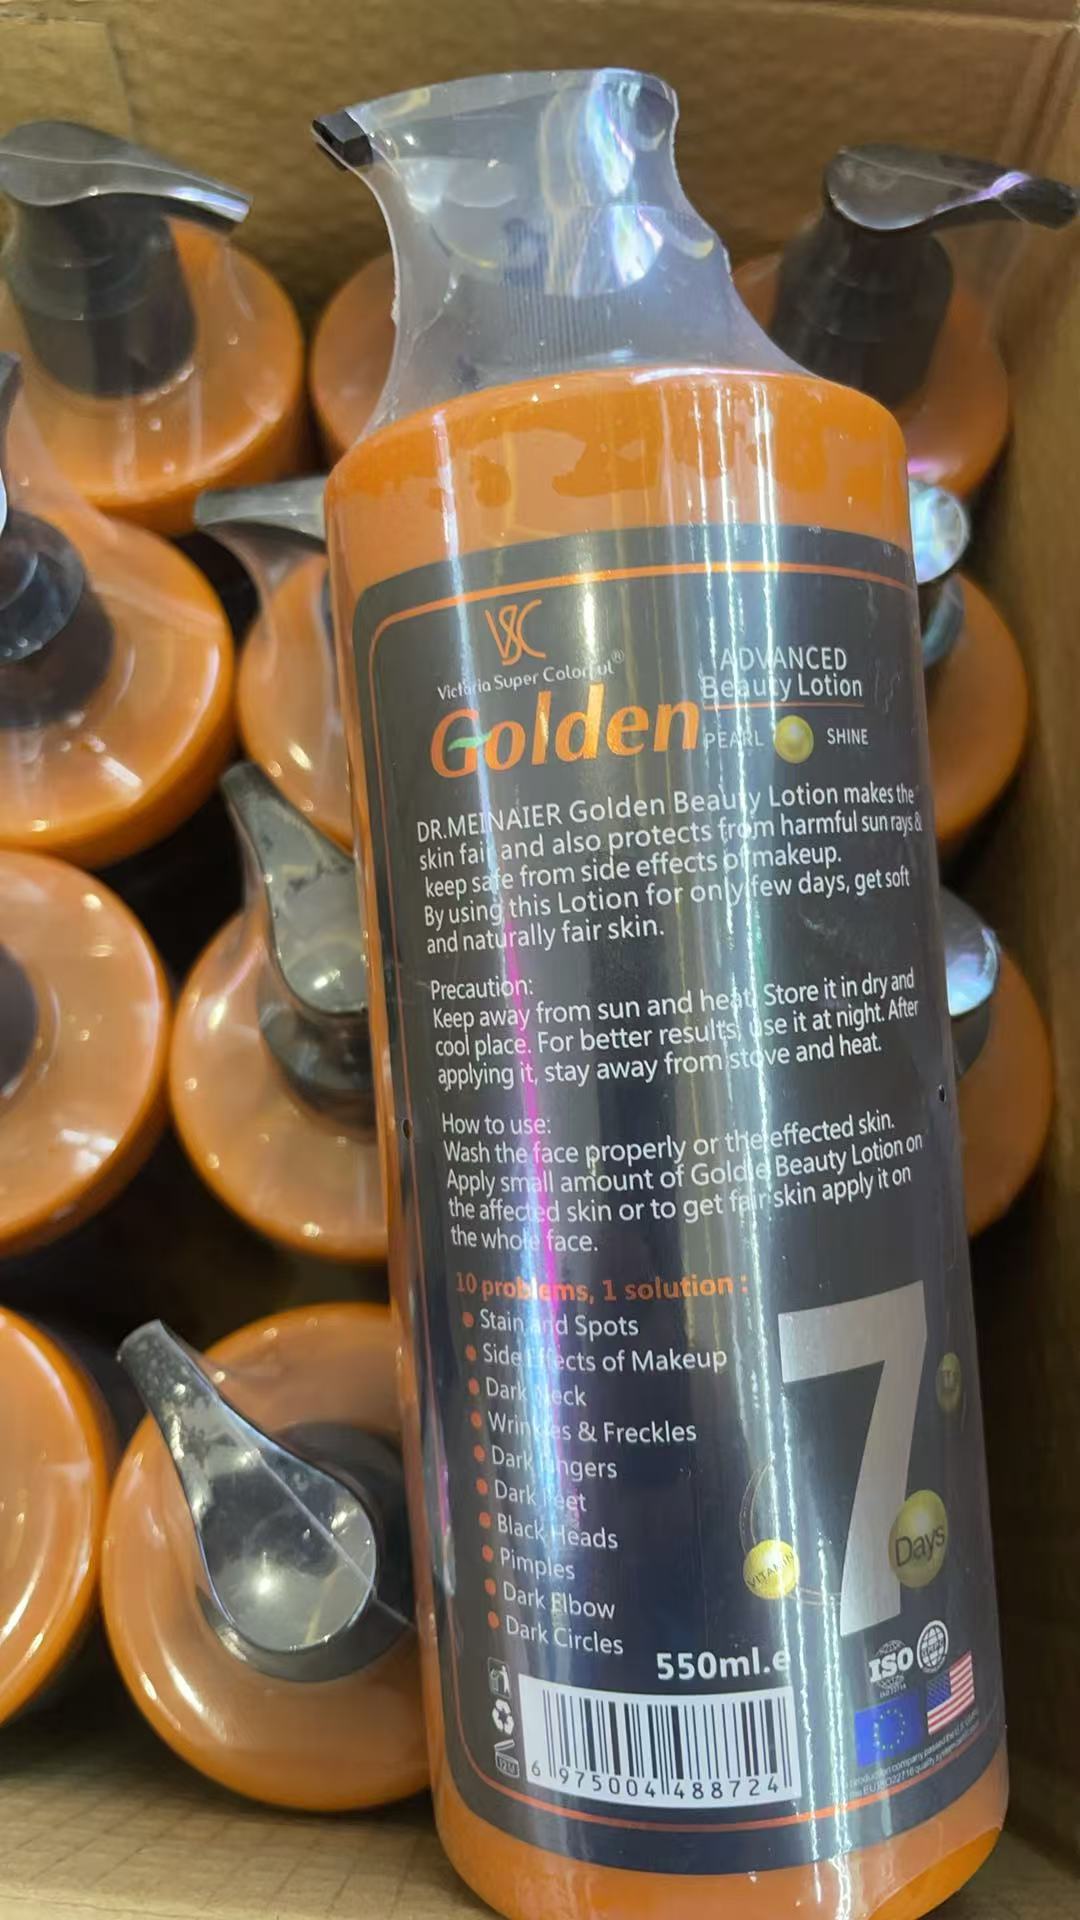 VSC
Victoria Super Colorful®
Golden
ADVANCED
Beauty Lotion
PEARL SHINE
DR.MEINAIER Golden Beauty Lotion makes the
skin fair and also protects from harmful sun rays &
keep safe from side effects of makeup.
By using this Lotion for only few days, get soft
and naturally fair skin.
Precaution:
Keep away from sun and heat. Store it in dry and
cool place. For better results, use it at night. After
applying it, stay away from stove and heat.
How to use:
Wash the face properly or the effected skin.
Apply small amount of Goldie Beauty Lotion on
the affected skin or to get fair skin apply it on
the whole face.
10 problems, 1 solution :
Stain and Spots
Side Effects of Makeup
Dark Neck
Wrinkles & Freckles
Dark Fingers
Dark Feet
Black Heads
Pimples
Dark Elbow
Dark Circles
7
Days
VITAMIN
550ml.e
ISO
6 975004 488724